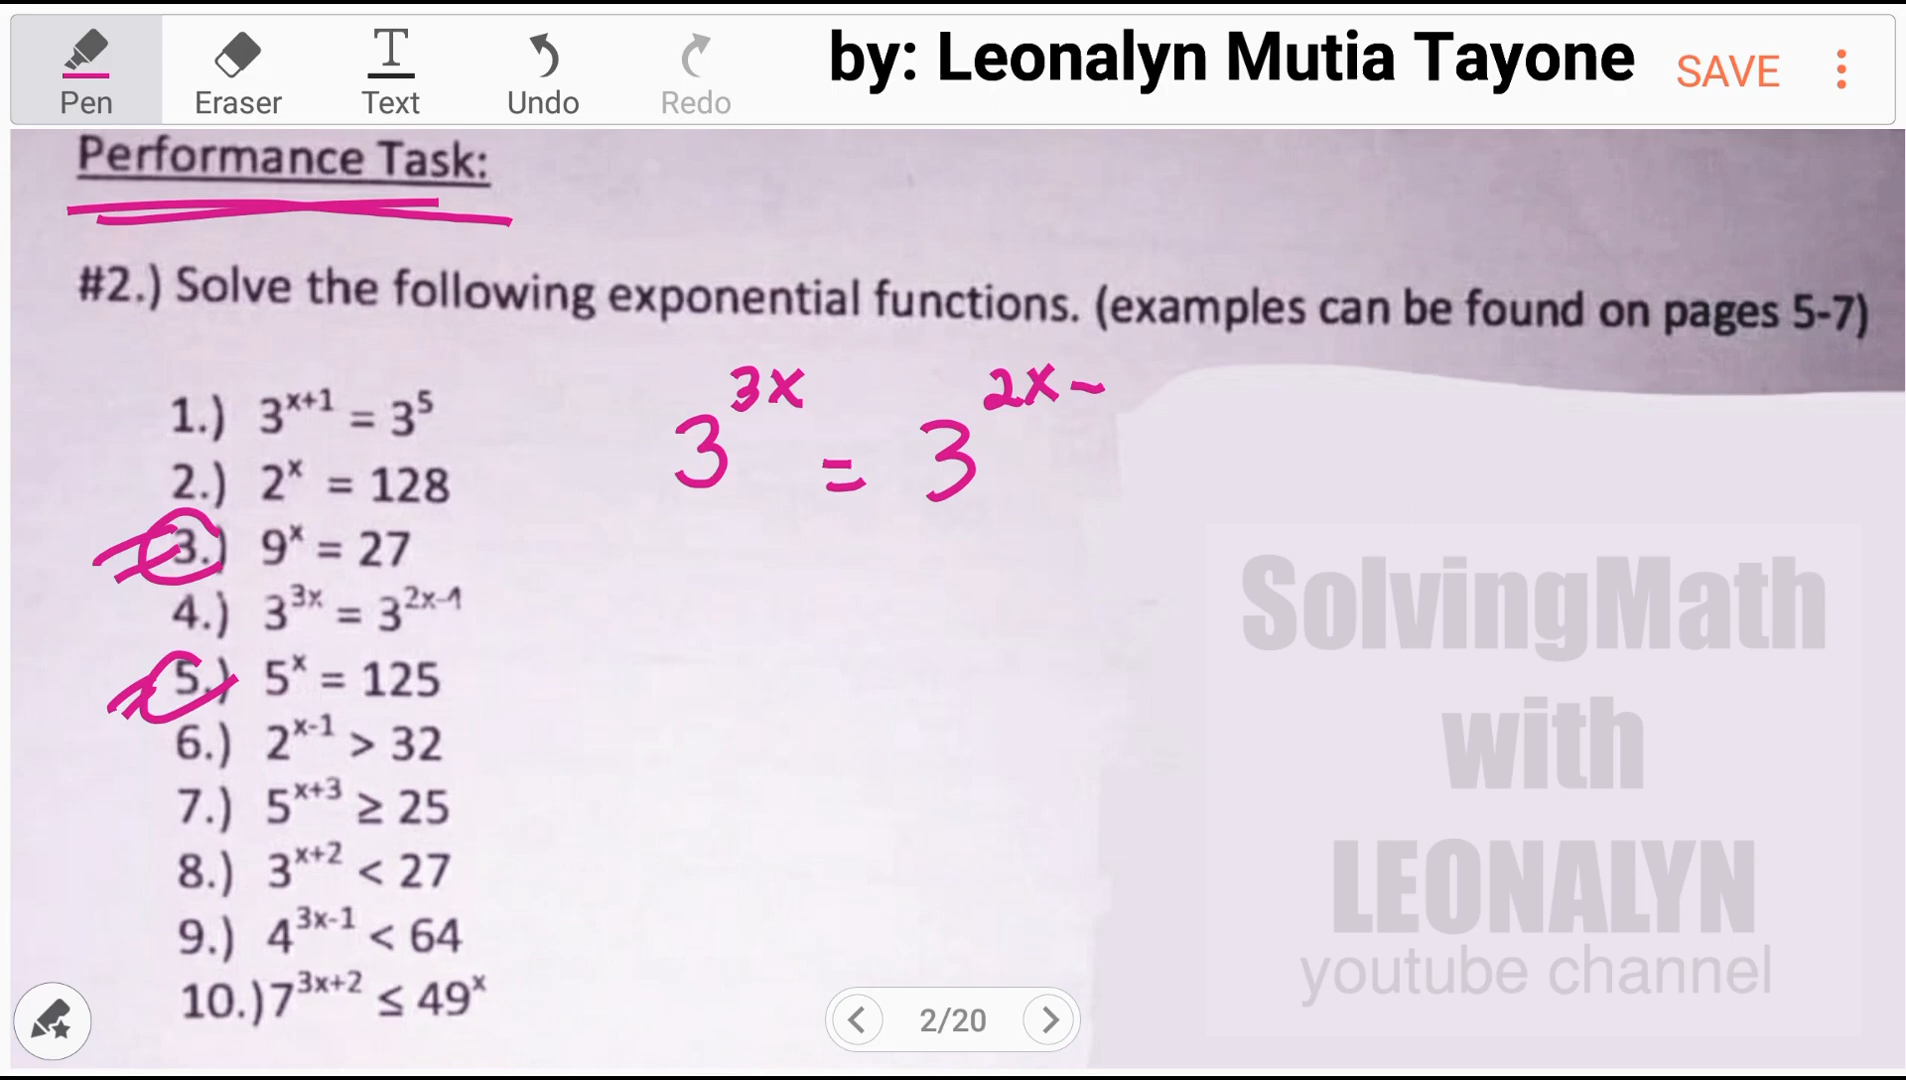 by: Leonalyn Mutia Tayone
SAVE
Pen
Eraser
Text
Undo
Redo
Performance Task:
#2.) Solve the following exponential functions. (examples can be found on pages 5-7)
1.) 3^{x+1} = 3^5
2.) 2^x = 128
3.) 9^x = 27
4.) 3^{3x} = 3^{2x-1}
5.) 5^x = 125
6.) 2^{x-1} > 32
7.) 5^{x+3} ≥ 25
8.) 3^{x+2} < 27
9.) 4^{3x-1} < 64
10.) 7^{3x+2} ≤ 49^x
3^{3x} = 3^{2x-}
SolvingMath
with
LEONALYN
youtube channel
2/20